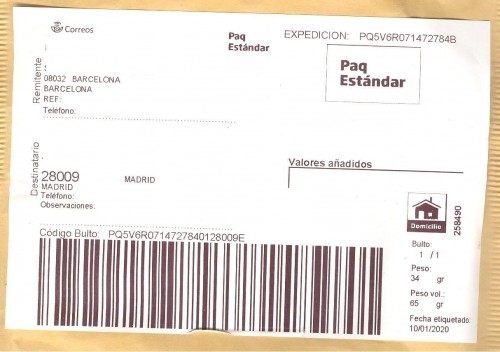 Correos
Paq
Estándar
EXPEDICION: PQ5V6R071472784B
Paq
Estándar
Remitente
08032 BARCELONA
BARCELONA
REF:
Teléfono:
Destinatario
28009 MADRID
MADRID
Teléfono:
Observaciones:
Valores añadidos
Domicilio
258490
Código Bulto: PQ5V6R0714727840128009E
Bulto:
1 / 1
Peso:
34 gr
Peso vol.:
65 gr
Fecha etiquetado:
10/01/2020